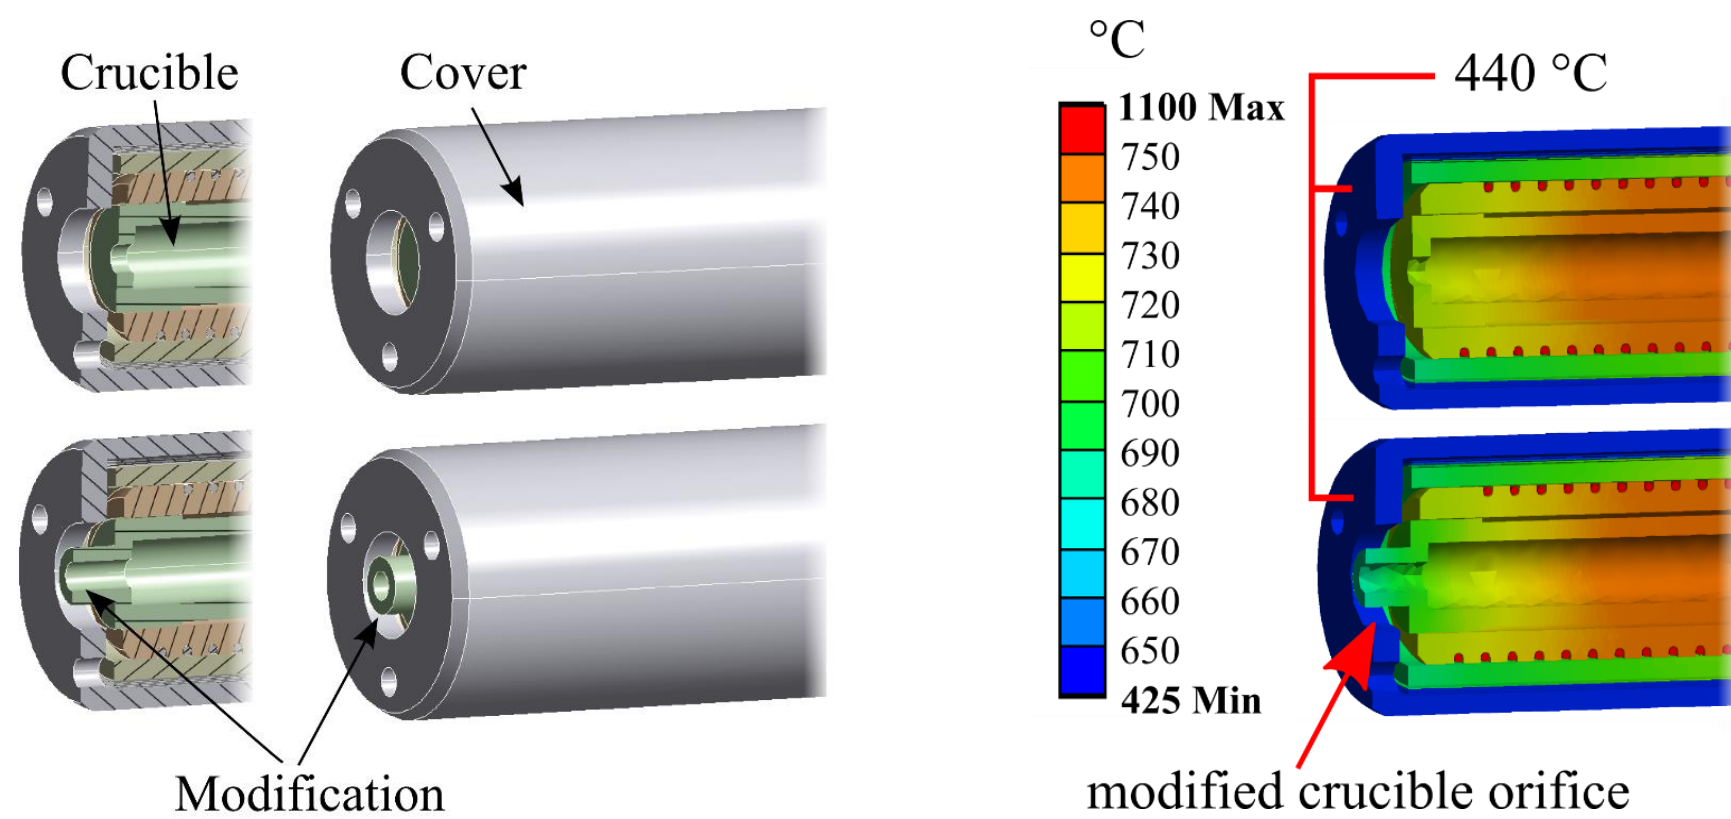 Crucible
Cover
Modification
°C
1100 Max
750
740
730
720
710
700
690
680
670
660
650
425 Min
440 °C
modified crucible orifice